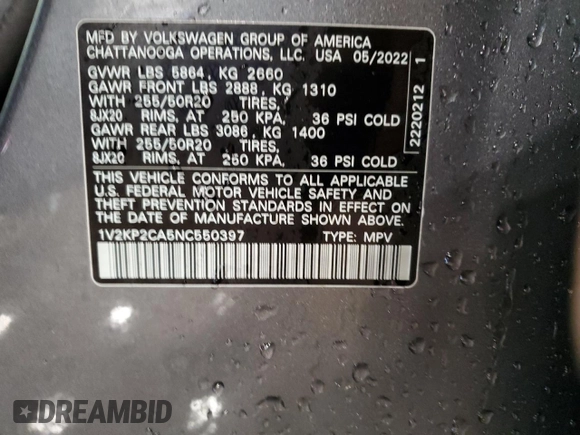 MFD BY VOLKSWAGEN GROUP OF AMERICA
CHATTANOOGA OPERATIONS, LLC. USA 05/2022
GVWR LBS 5864, KG 2660
GAWR FRONT LBS 2888, KG 1310
WITH 255/50R20 TIRES,
8JX20 RIMS, AT 250 KPA, 36 PSI COLD
GAWR REAR LBS 3086, KG 1400
WITH 255/50R20 TIRES,
8JX20 RIMS, AT 250 KPA, 36 PSI COLD
THIS VEHICLE CONFORMS TO ALL APPLICABLE
U.S. FEDERAL MOTOR VEHICLE SAFETY AND
THEFT PREVENTION STANDARDS IN EFFECT ON
THE DATE OF MANUFACTURE SHOWN ABOVE.
1V2KP2CA5NC550397 TYPE: MPV
2220212 1
DREAMBID